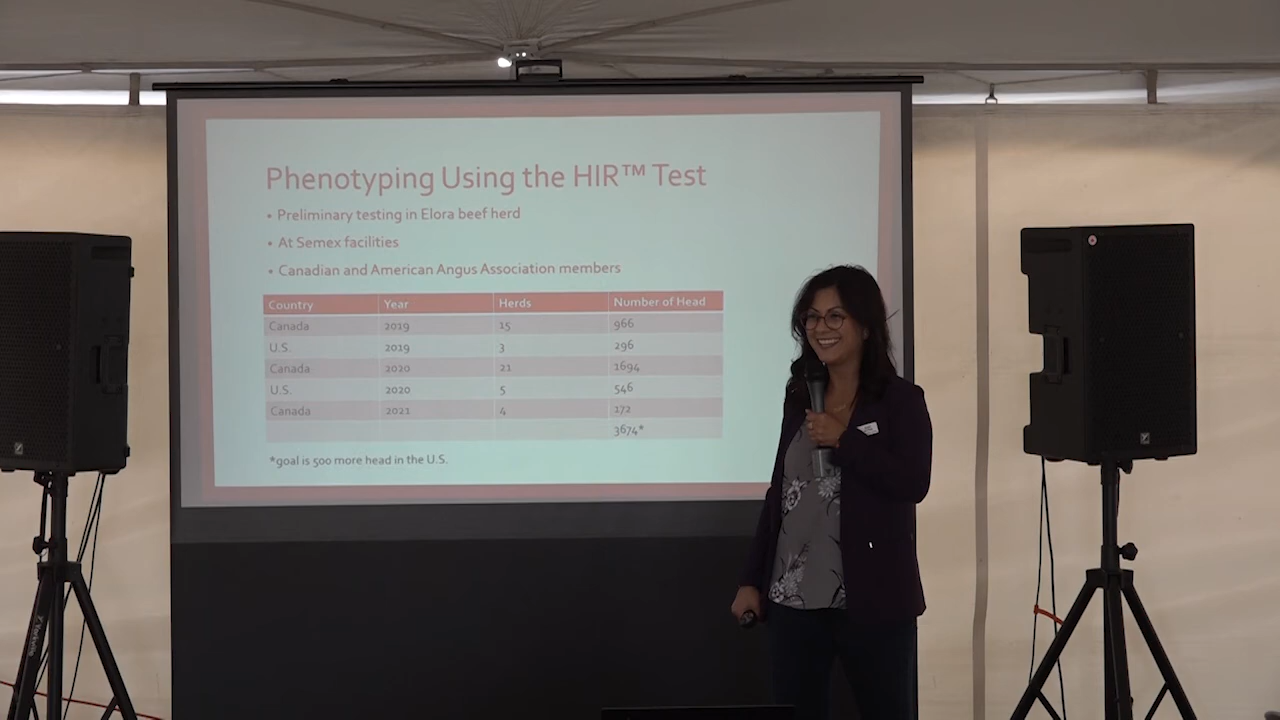 Phenotyping Using the HIR™ Test
• Preliminary testing in Elora beef herd
• At Semex facilities
• Canadian and American Angus Association members
Country Year Herds Number of Head
Canada 2019 15 966
U.S. 2019 3 296
Canada 2020 21 1694
U.S. 2020 5 546
Canada 2021 4 172
3674*
*goal is 500 more head in the U.S.